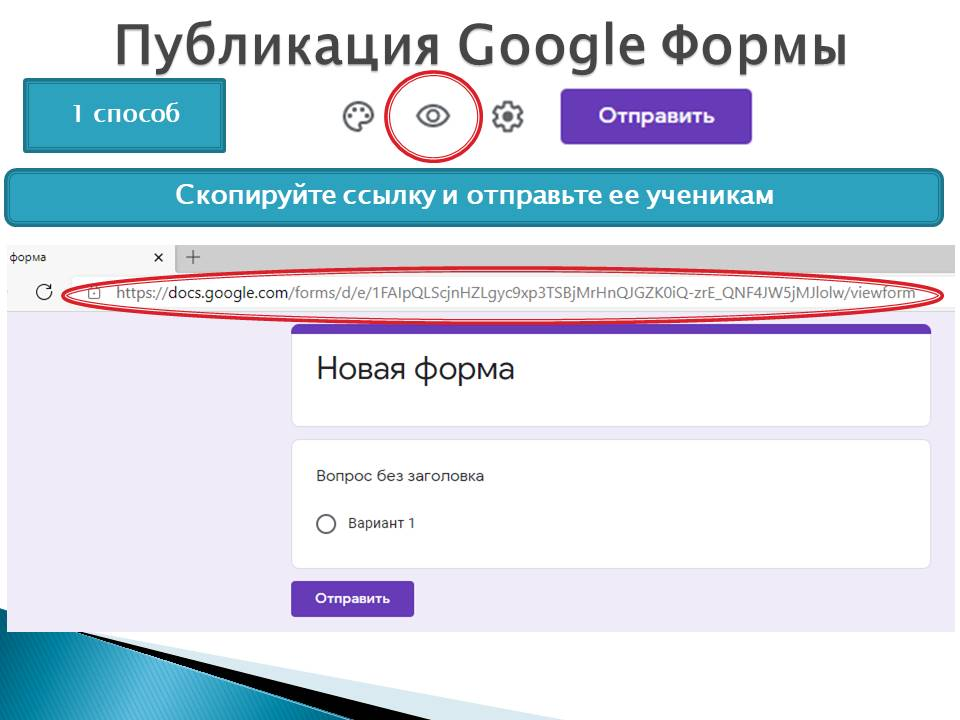 Публикация Google Формы
1 способ
Отправить
Скопируйте ссылку и отправьте ее ученикам
форма
https://docs.google.com/forms/d/e/1FAIpQLScjnHZLgyc9xp3TSBjMrHnQJGZK0iQ-zrE_QNF4JW5jMJlolw/viewform
Новая форма
Вопрос без заголовка
Вариант 1
Отправить